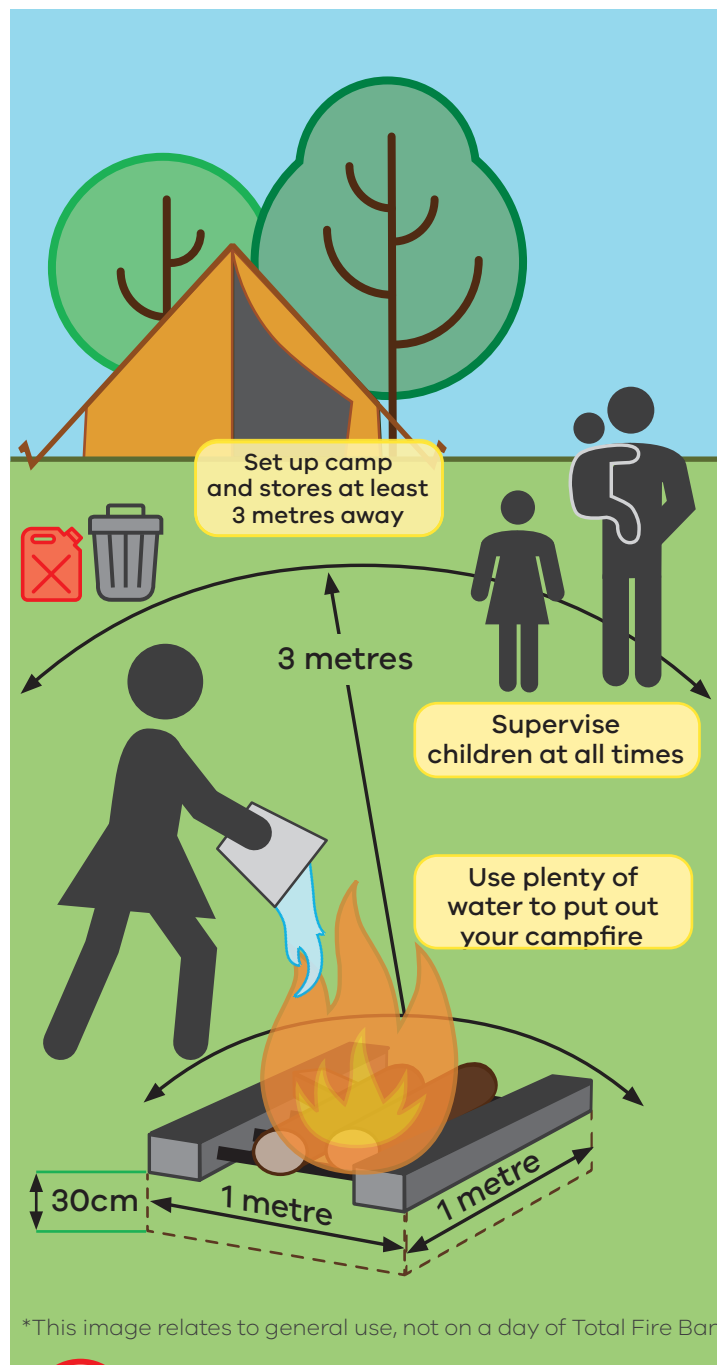 Set up camp
and stores at least
3 metres away
3 metres
Supervise
children at all times
Use plenty of
water to put out
your campfire
30cm
1 metre
1 metre
*This image relates to general use, not on a day of Total Fire